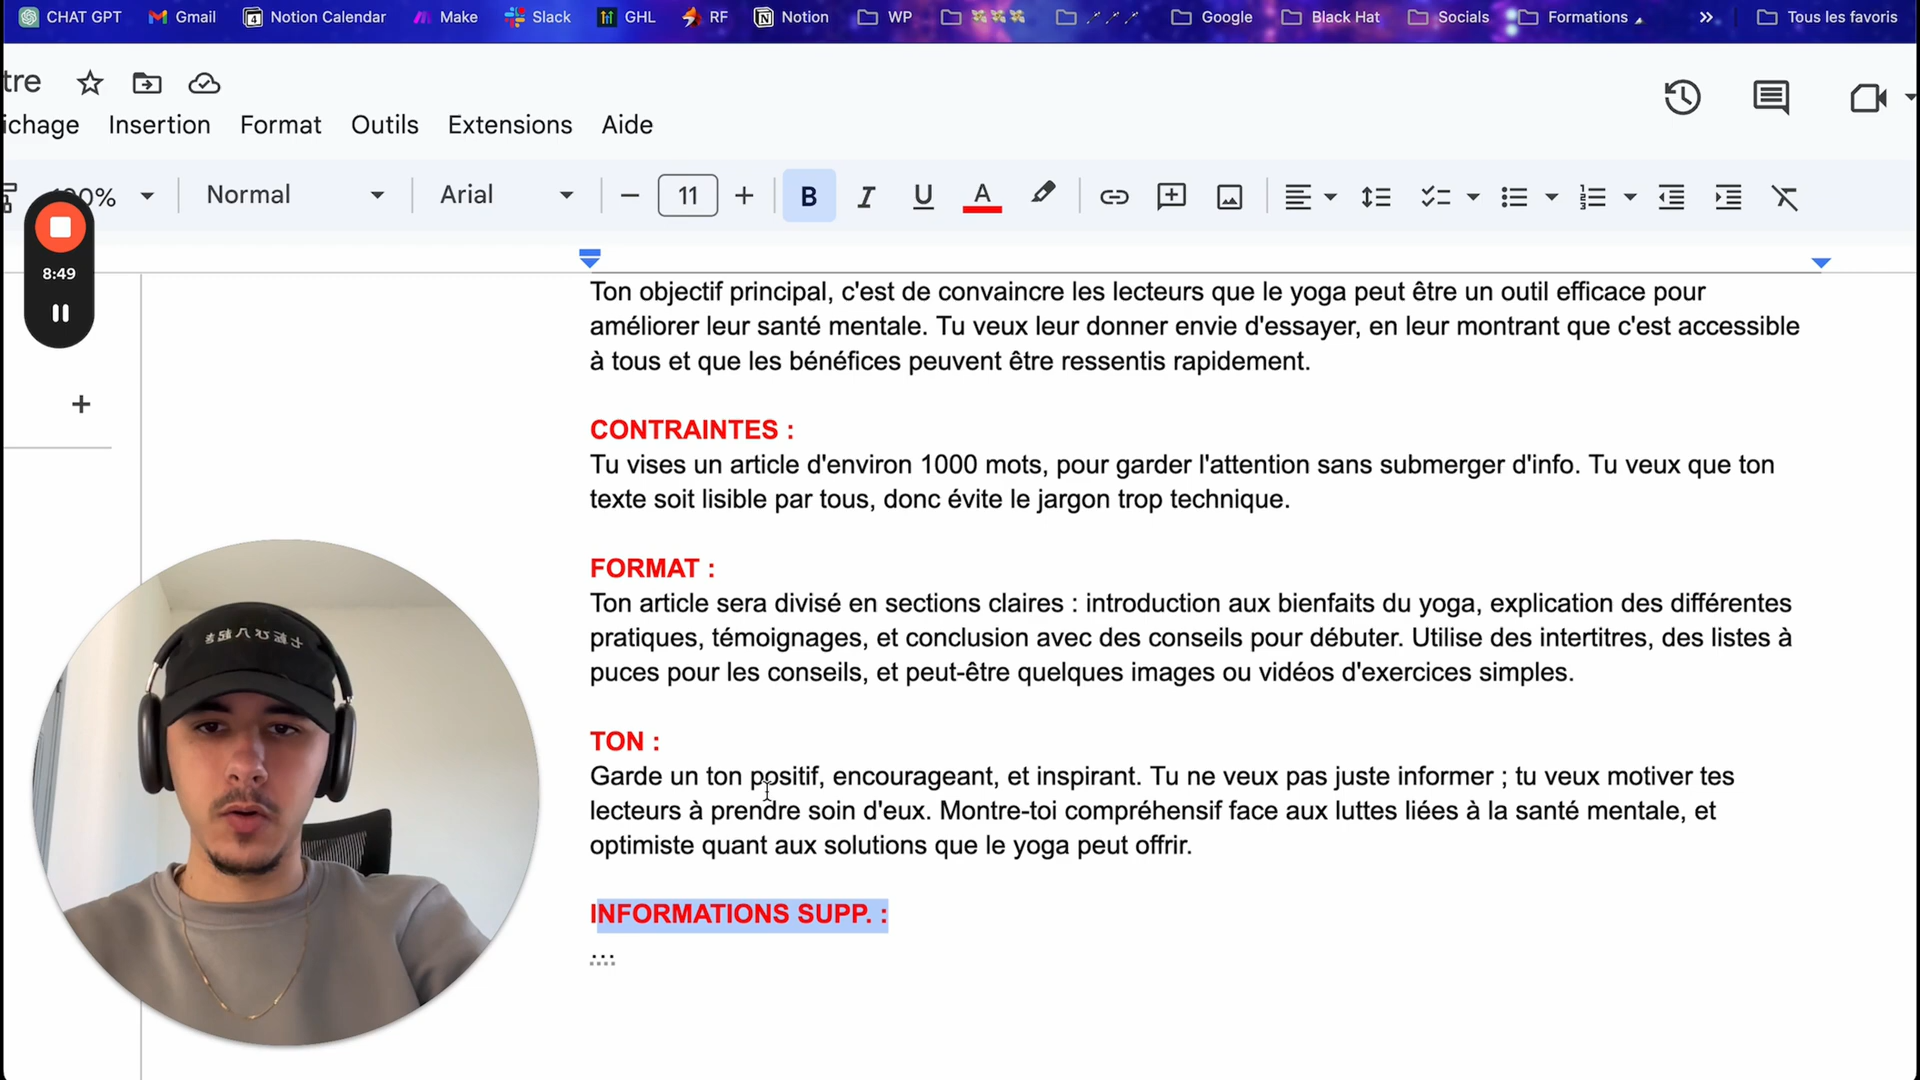 CHAT GPT Gmail 4 Notion Calendar Make Slack GHL RF Notion WP Google Black Hat Socials Formations » Tous les favoris
tre
ichage Insertion Format Outils Extensions Aide
Normal Arial 11 B I U A
8:49
Ton objectif principal, c'est de convaincre les lecteurs que le yoga peut être un outil efficace pour
améliorer leur santé mentale. Tu veux leur donner envie d'essayer, en leur montrant que c'est accessible
à tous et que les bénéfices peuvent être ressentis rapidement.
CONTRAINTES :
Tu vises un article d'environ 1000 mots, pour garder l'attention sans submerger d'info. Tu veux que ton
texte soit lisible par tous, donc évite le jargon trop technique.
FORMAT :
Ton article sera divisé en sections claires : introduction aux bienfaits du yoga, explication des différentes
pratiques, témoignages, et conclusion avec des conseils pour débuter. Utilise des intertitres, des listes à
puces pour les conseils, et peut-être quelques images ou vidéos d'exercices simples.
TON :
Garde un ton positif, encourageant, et inspirant. Tu ne veux pas juste informer ; tu veux motiver tes
lecteurs à prendre soin d'eux. Montre-toi compréhensif face aux luttes liées à la santé mentale, et
optimiste quant aux solutions que le yoga peut offrir.
INFORMATIONS SUPP. :
...